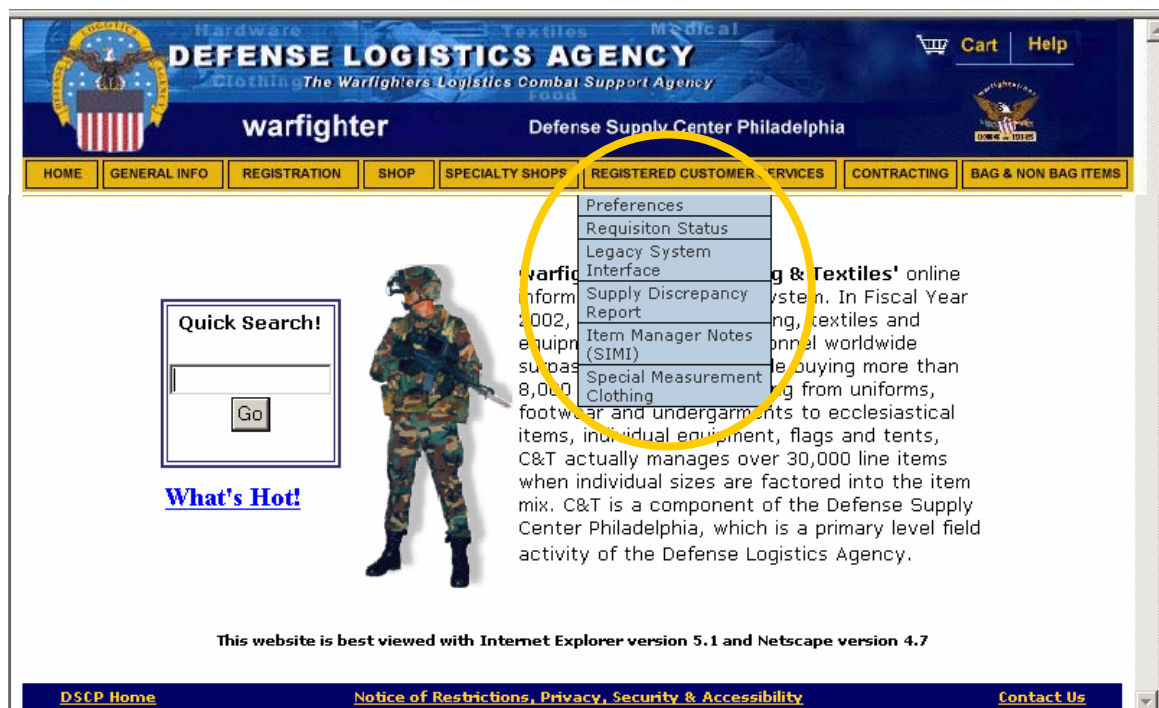 Hardware Textiles Medical
DEFENSE LOGISTICS AGENCY
Clothing The Warfighters Logistics Combat Support Agency
Food
Cart Help
warfighter Defense Supply Center Philadelphia
HOME GENERAL INFO REGISTRATION SHOP SPECIALTY SHOPS REGISTERED CUSTOMER SERVICES CONTRACTING BAG & NON BAG ITEMS
Preferences
Requisiton Status
Legacy System
Interface
Supply Discrepancy
Report
Item Manager Notes
(SIMI)
Special Measurement
Clothing
Quick Search!
Go
What's Hot!
& Textiles' online
In Fiscal Year
2002, textiles and
worldwide
buying more than
8,000 from uniforms,
footwear and undergarments to ecclesiastical
items, individual equipment, flags and tents,
C&T actually manages over 30,000 line items
when individual sizes are factored into the item
mix. C&T is a component of the Defense Supply
Center Philadelphia, which is a primary level field
activity of the Defense Logistics Agency.
This website is best viewed with Internet Explorer version 5.1 and Netscape version 4.7
DSCP Home Notice of Restrictions, Privacy, Security & Accessibility Contact Us